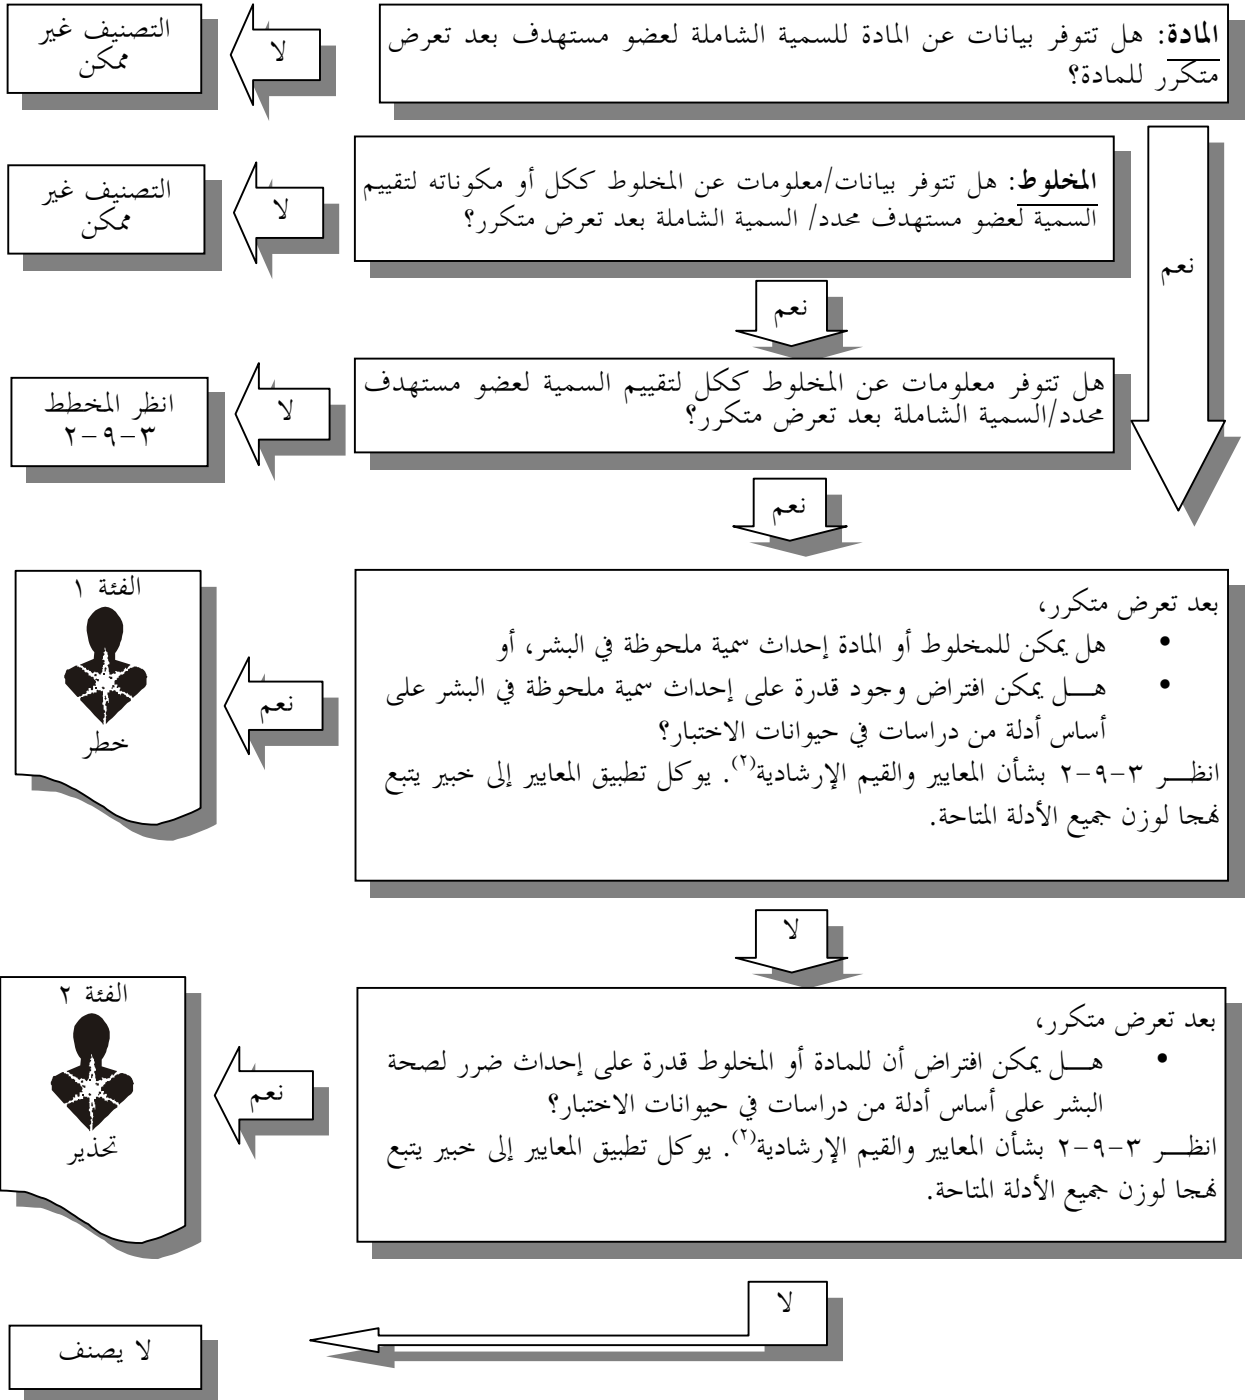 المادة: هل تتوفر بيانات عن المادة للسمية الشاملة لعضو مستهدف بعد تعرض
متكرر للمادة؟
لا
التصنيف غير
ممكن
المخلوط: هل تتوفر بيانات/معلومات عن المخلوط ككل أو مكوناته لتقييم
السمية لعضو مستهدف محدد/ السمية الشاملة بعد تعرض متكرر؟
لا
التصنيف غير
ممكن
نعم
نعم
هل تتوفر معلومات عن المخلوط ككل لتقييم السمية لعضو مستهدف
محدد/السمية الشاملة بعد تعرض متكرر؟
لا
انظر المخطط
٣-٩-٢
نعم
بعد تعرض متكرر،
• هل يمكن للمخلوط أو المادة إحداث سمية ملحوظة في البشر، أو
• هـــل يمكن افتراض وجود قدرة على إحداث سمية ملحوظة في البشر على
أساس أدلة من دراسات في حيوانات الاختبار؟
انظـــر ٣-٩-٢ بشأن المعايير والقيم الإرشادية(٢). يوكل تطبيق المعايير إلى خبير يتبع
نهجا لوزن جميع الأدلة المتاحة.
نعم
الفئة ١
خطر
لا
بعد تعرض متكرر،
• هـــل يمكن افتراض أن للمادة أو المخلوط قدرة على إحداث ضرر لصحة
البشر على أساس أدلة من دراسات في حيوانات الاختبار؟
انظـــر ٣-٩-٢ بشأن المعايير والقيم الإرشادية(٢). يوكل تطبيق المعايير إلى خبير يتبع
نهجا لوزن جميع الأدلة المتاحة.
نعم
الفئة ٢
تحذير
لا
لا يصنف